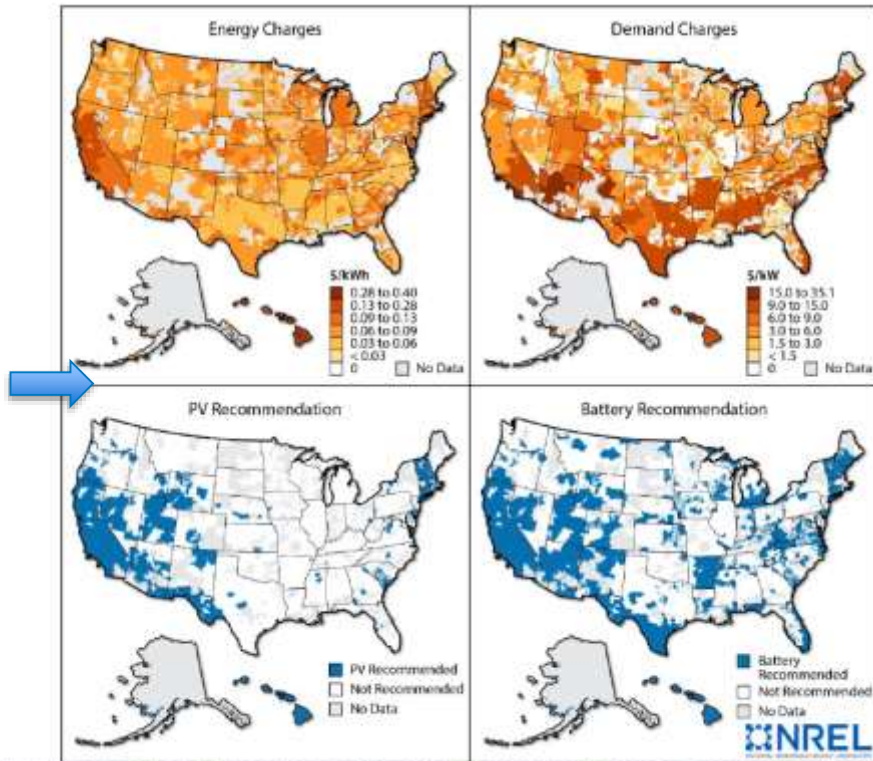 Energy Charges
Demand Charges
$/kWh
0.28 to 0.40
0.13 to 0.28
0.09 to 0.13
0.06 to 0.09
0.03 to 0.06
< 0.03
0
No Data
$/kW
15.0 to 35.1
9.0 to 15.0
6.0 to 9.0
3.0 to 6.0
1.5 to 3.0
< 1.5
0
No Data
PV Recommendation
Battery Recommendation
PV Recommended
Not Recommended
No Data
Battery
Recommended
Not Recommended
No Data
NREL